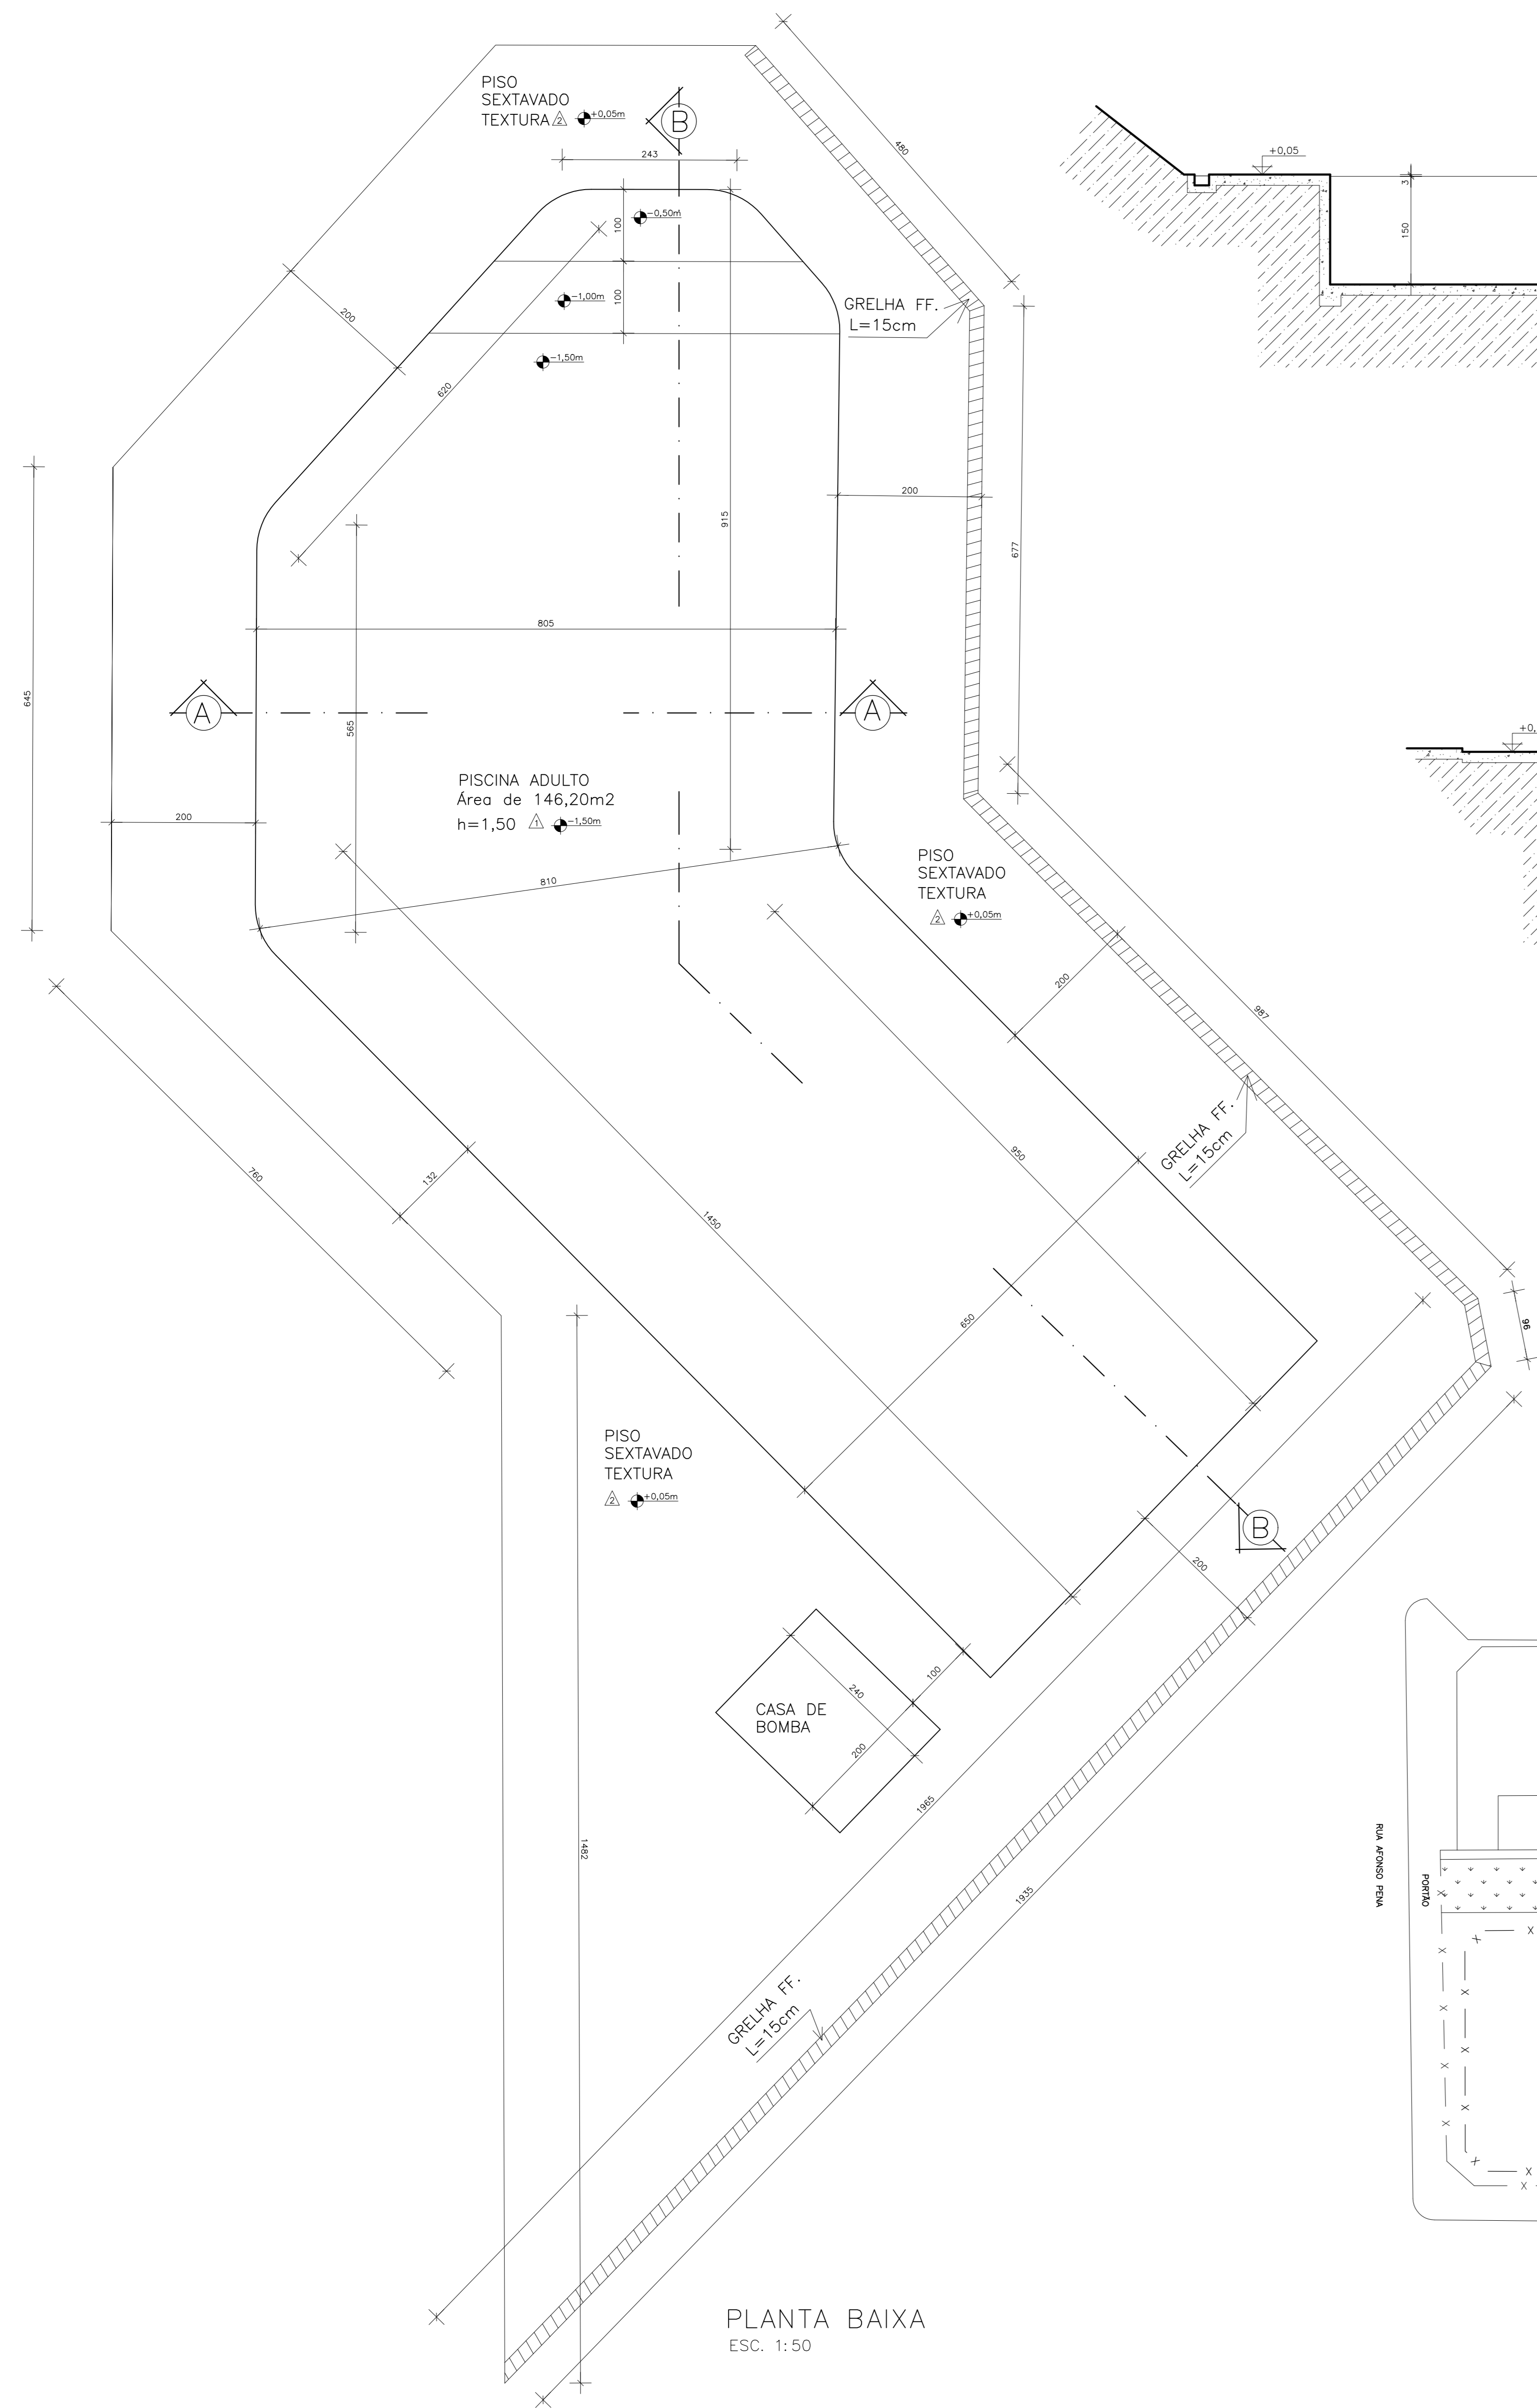 PISO
SEXTAVADO
TEXTURA 2 +0,05m
B
243
480
-0,50m
100
-1,00m
100
-1,50m
200
620
GRELHA FF.
L=15cm
+0,05
3
150
915
200
677
805
645
565
A
A
PISCINA ADULTO
Área de 146,20m2
h=1,50 1 -1,50m
200
810
PISO
SEXTAVADO
TEXTURA
2 +0,05m
200
987
GRELHA FF.
L=15cm
950
132
760
1450
650
96
PISO
SEXTAVADO
TEXTURA
2 +0,05m
B
200
100
240
CASA DE
BOMBA
200
1965
1935
1482
GRELHA FF.
L=15cm
RUA AFONSO PENA
PORTÃO
PLANTA BAIXA
ESC. 1:50